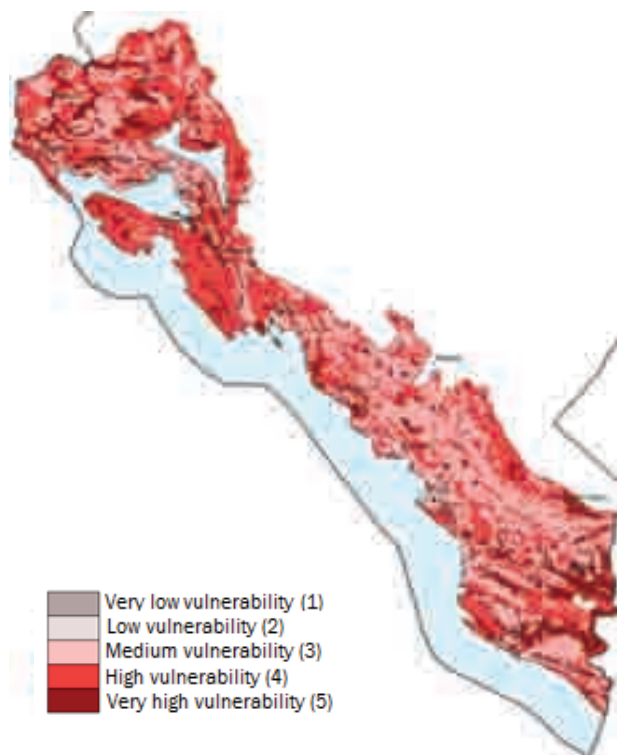 Very low vulnerability (1)
Low vulnerability (2)
Medium vulnerability (3)
High vulnerability (4)
Very high vulnerability (5)